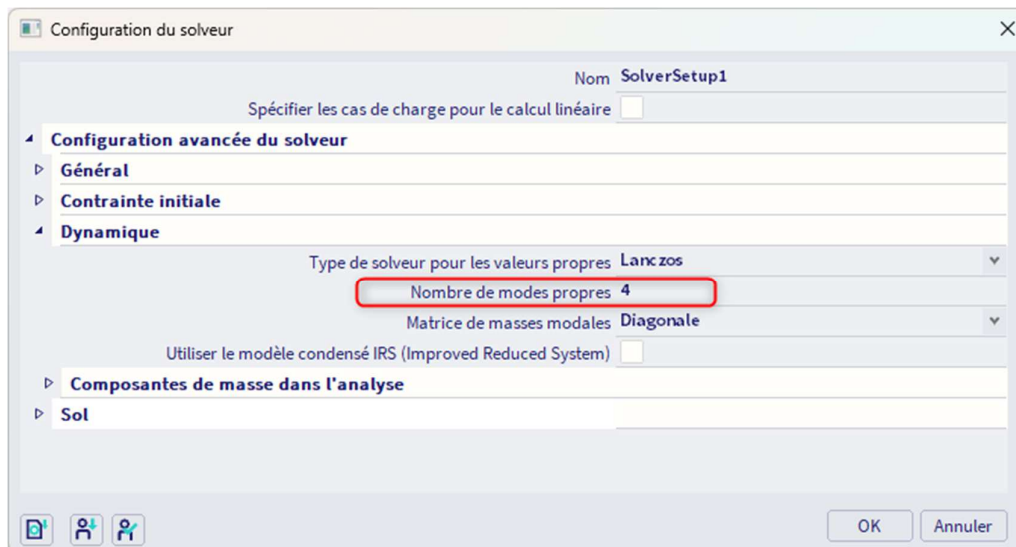 Configuration du solveur
Nom SolverSetup1
Spécifier les cas de charge pour le calcul linéaire
Configuration avancée du solveur
Général
Contrainte initiale
Dynamique
Type de solveur pour les valeurs propres Lanczos
Nombre de modes propres 4
Matrice de masses modales Diagonale
Utiliser le modèle condensé IRS (Improved Reduced System)
Composantes de masse dans l'analyse
Sol
OK Annuler